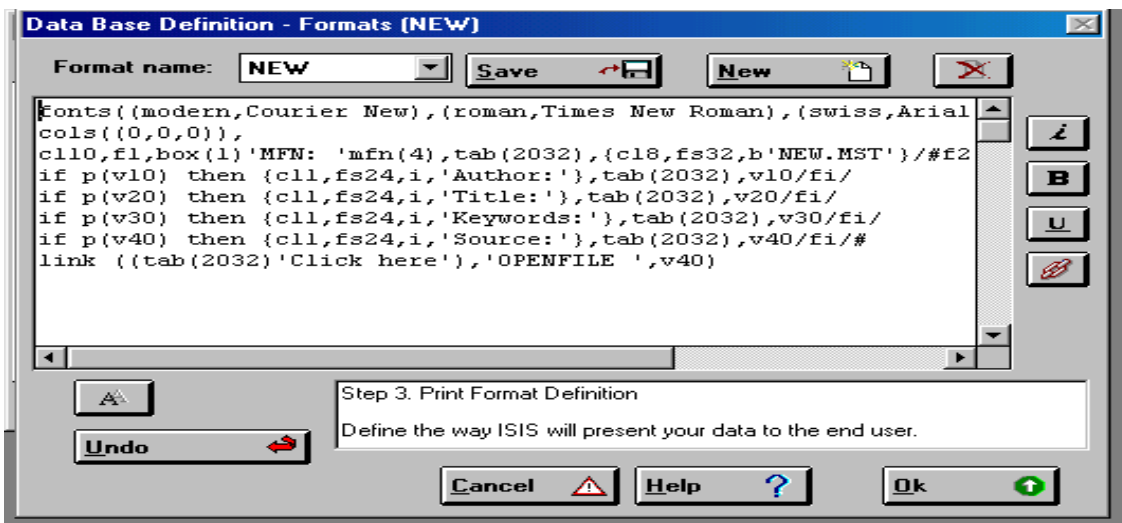 Data Base Definition - Formats (NEW)
Format name: NEW Save New
fonts((modern,Courier New),(roman,Times New Roman),(swiss,Arial
cols((0,0,0)),
cl10,f1,box(1)'MFN: 'mfn(4),tab(2032),{cl8,fs32,b'NEW.MST'}/#f2
if p(v10) then {cl1,fs24,i,'Author:'},tab(2032),v10/fi/
if p(v20) then {cl1,fs24,i,'Title:'},tab(2032),v20/fi/
if p(v30) then {cl1,fs24,i,'Keywords:'},tab(2032),v30/fi/
if p(v40) then {cl1,fs24,i,'Source:'},tab(2032),v40/fi/#
link ((tab(2032)'Click here'),'OPENFILE ',v40)
i
B
U
A
Step 3. Print Format Definition
Define the way ISIS will present your data to the end user.
Undo
Cancel Help ? Ok